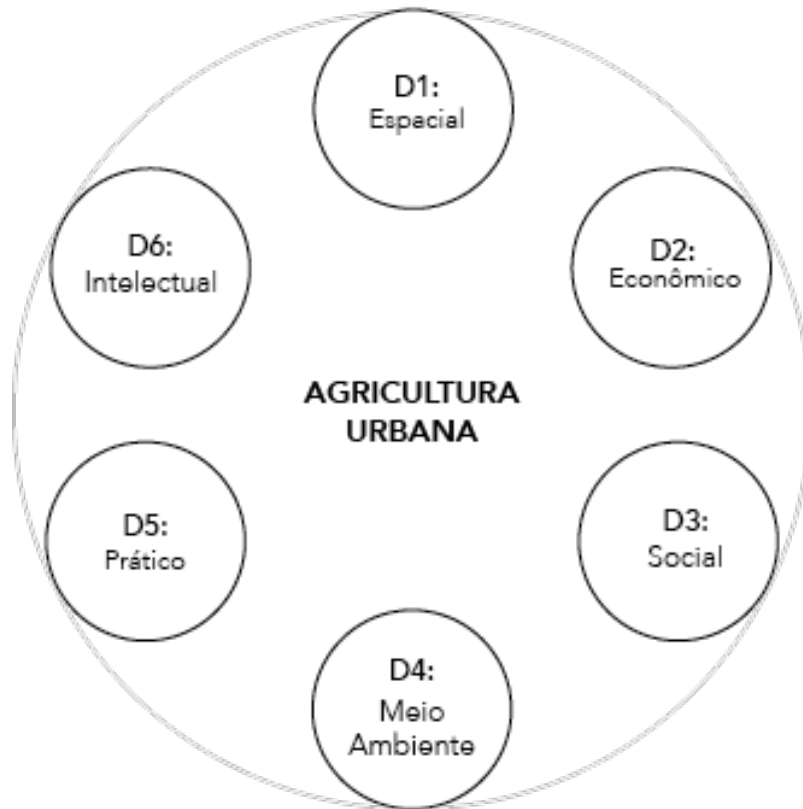 D1:
Espacial
D2:
Econômico
D3:
Social
D4:
Meio
Ambiente
D5:
Prático
D6:
Intelectual
AGRICULTURA
URBANA